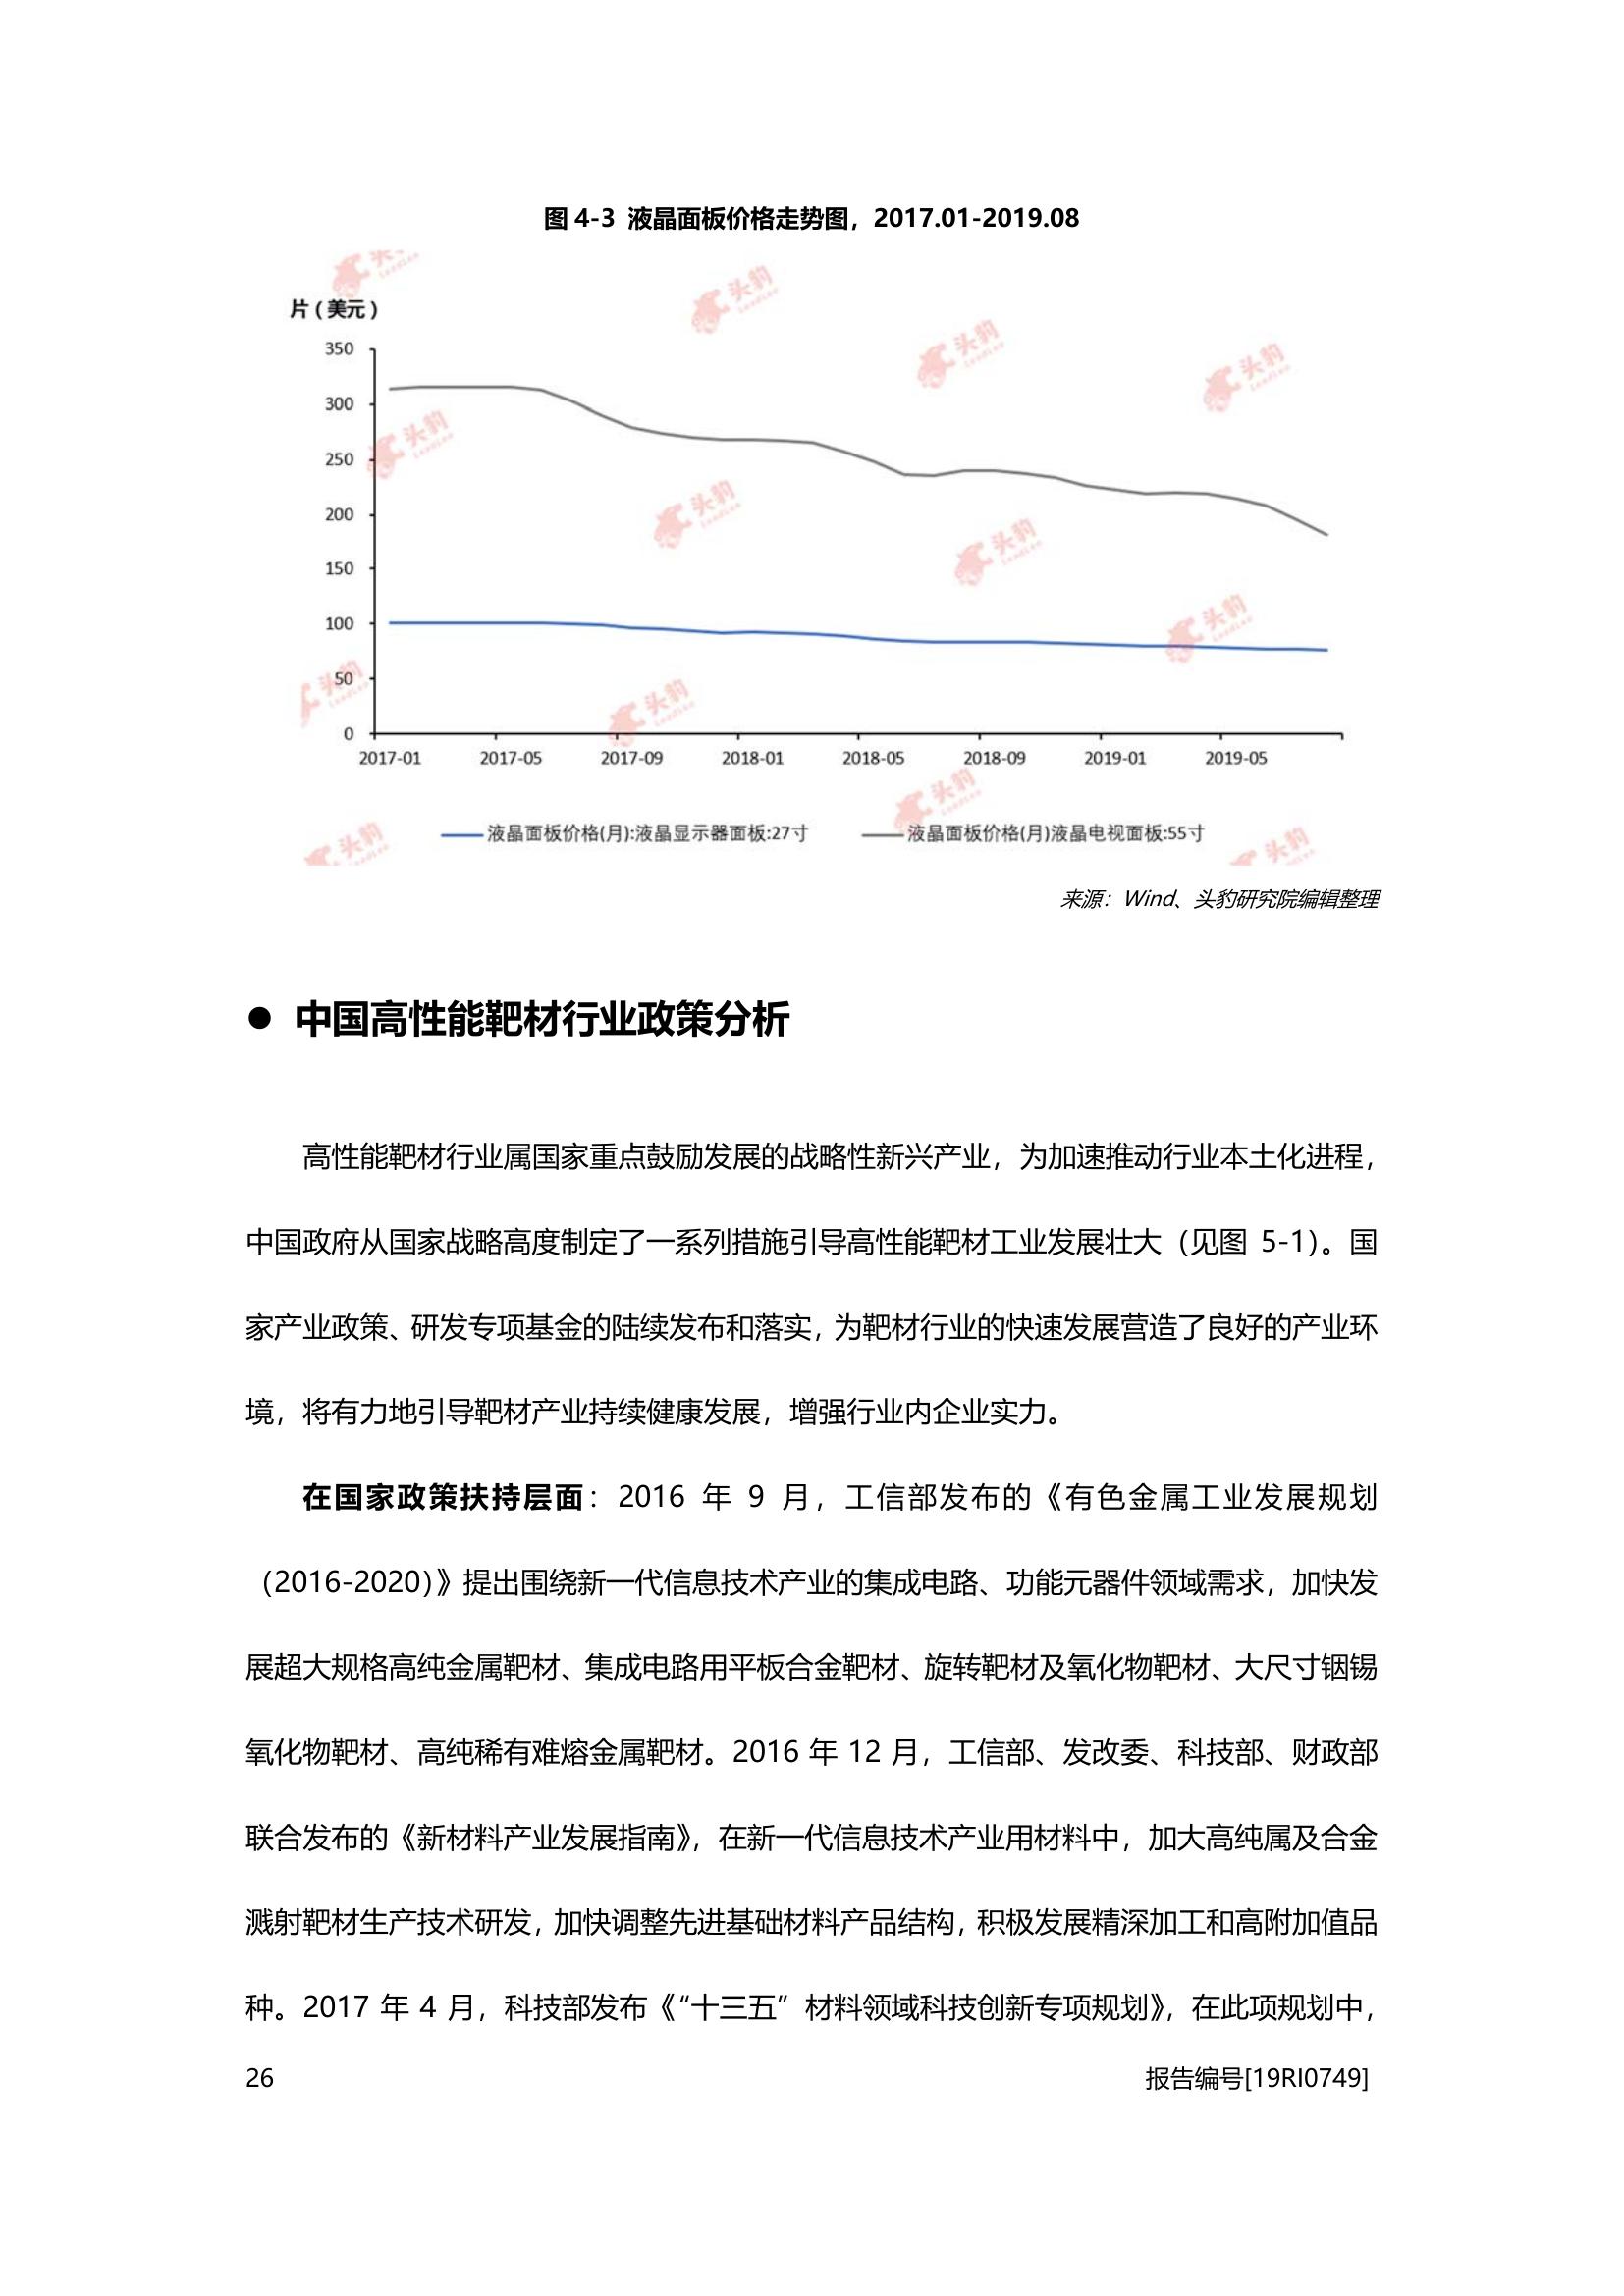 图 4-3 液晶面板价格走势图，2017.01-2019.08
片（美元）
350
300
250
200
150
100
50
0
2017-01 2017-05 2017-09 2018-01 2018-05 2018-09 2019-01 2019-05
液晶面板价格(月):液晶显示器面板:27寸 液晶面板价格(月)液晶电视面板:55寸
头豹
LeadLeo
来源：Wind、头豹研究院编辑整理
● 中国高性能靶材行业政策分析
高性能靶材行业属国家重点鼓励发展的战略性新兴产业，为加速推动行业本土化进程，
中国政府从国家战略高度制定了一系列措施引导高性能靶材工业发展壮大（见图 5-1）。国
家产业政策、研发专项基金的陆续发布和落实，为靶材行业的快速发展营造了良好的产业环
境，将有力地引导靶材产业持续健康发展，增强行业内企业实力。
在国家政策扶持层面：2016 年 9 月，工信部发布的《有色金属工业发展规划
（2016-2020）》提出围绕新一代信息技术产业的集成电路、功能元器件领域需求，加快发
展超大规格高纯金属靶材、集成电路用平板合金靶材、旋转靶材及氧化物靶材、大尺寸铟锡
氧化物靶材、高纯稀有难熔金属靶材。2016 年 12 月，工信部、发改委、科技部、财政部
联合发布的《新材料产业发展指南》，在新一代信息技术产业用材料中，加大高纯属及合金
溅射靶材生产技术研发，加快调整先进基础材料产品结构，积极发展精深加工和高附加值品
种。2017 年 4 月，科技部发布《“十三五”材料领域科技创新专项规划》，在此项规划中，
26 报告编号[19RI0749]